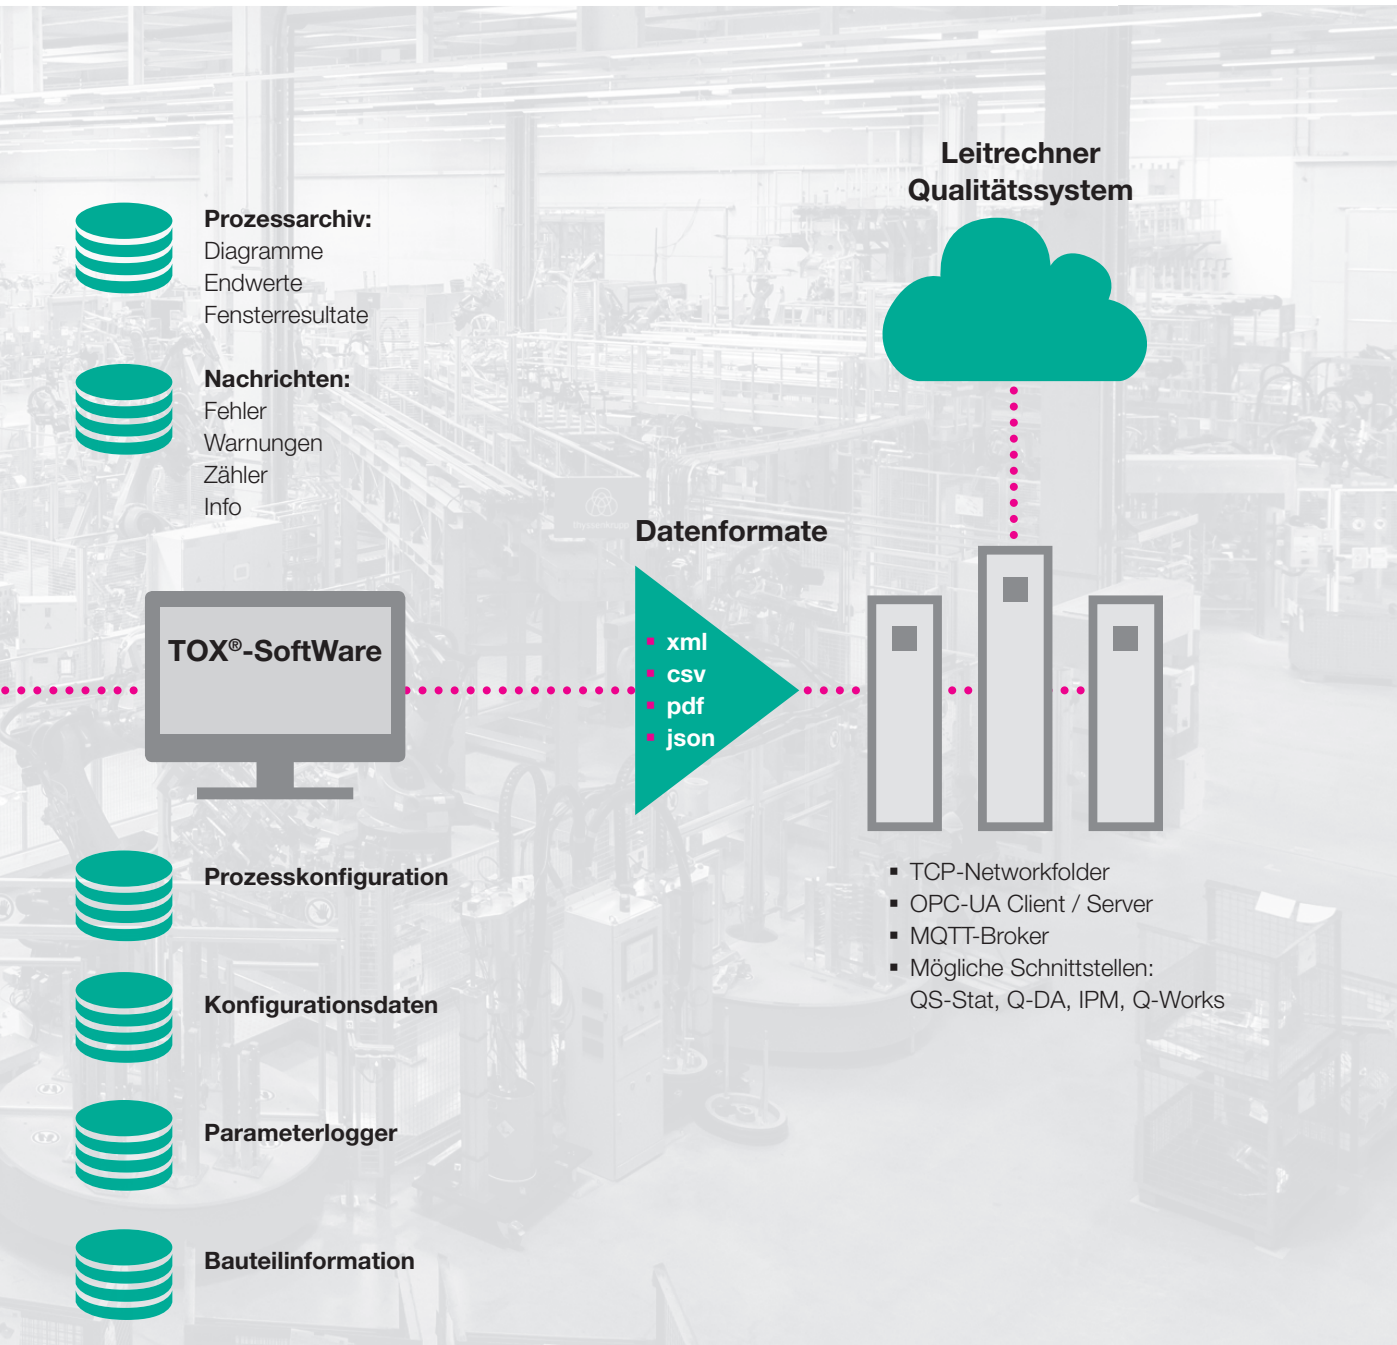 Leitrechner
Qualitätssystem
Prozessarchiv:
Diagramme
Endwerte
Fensterresultate
Nachrichten:
Fehler
Warnungen
Zähler
Info
Datenformate
TOX®-SoftWare
▪ xml
▪ csv
▪ pdf
▪ json
Prozesskonfiguration
Konfigurationsdaten
Parameterlogger
Bauteilinformation
▪ TCP-Networkfolder
▪ OPC-UA Client / Server
▪ MQTT-Broker
▪ Mögliche Schnittstellen:
QS-Stat, Q-DA, IPM, Q-Works
thyssenkrupp